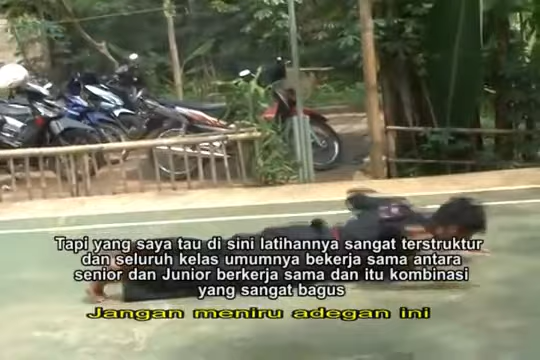 Tapi yang saya tau di sini latihannya sangat terstruktur
dan seluruh kelas umumnya bekerja sama antara
senior dan Junior berkerja sama dan itu kombinasi
yang sangat bagus
Jangan meniru adegan ini